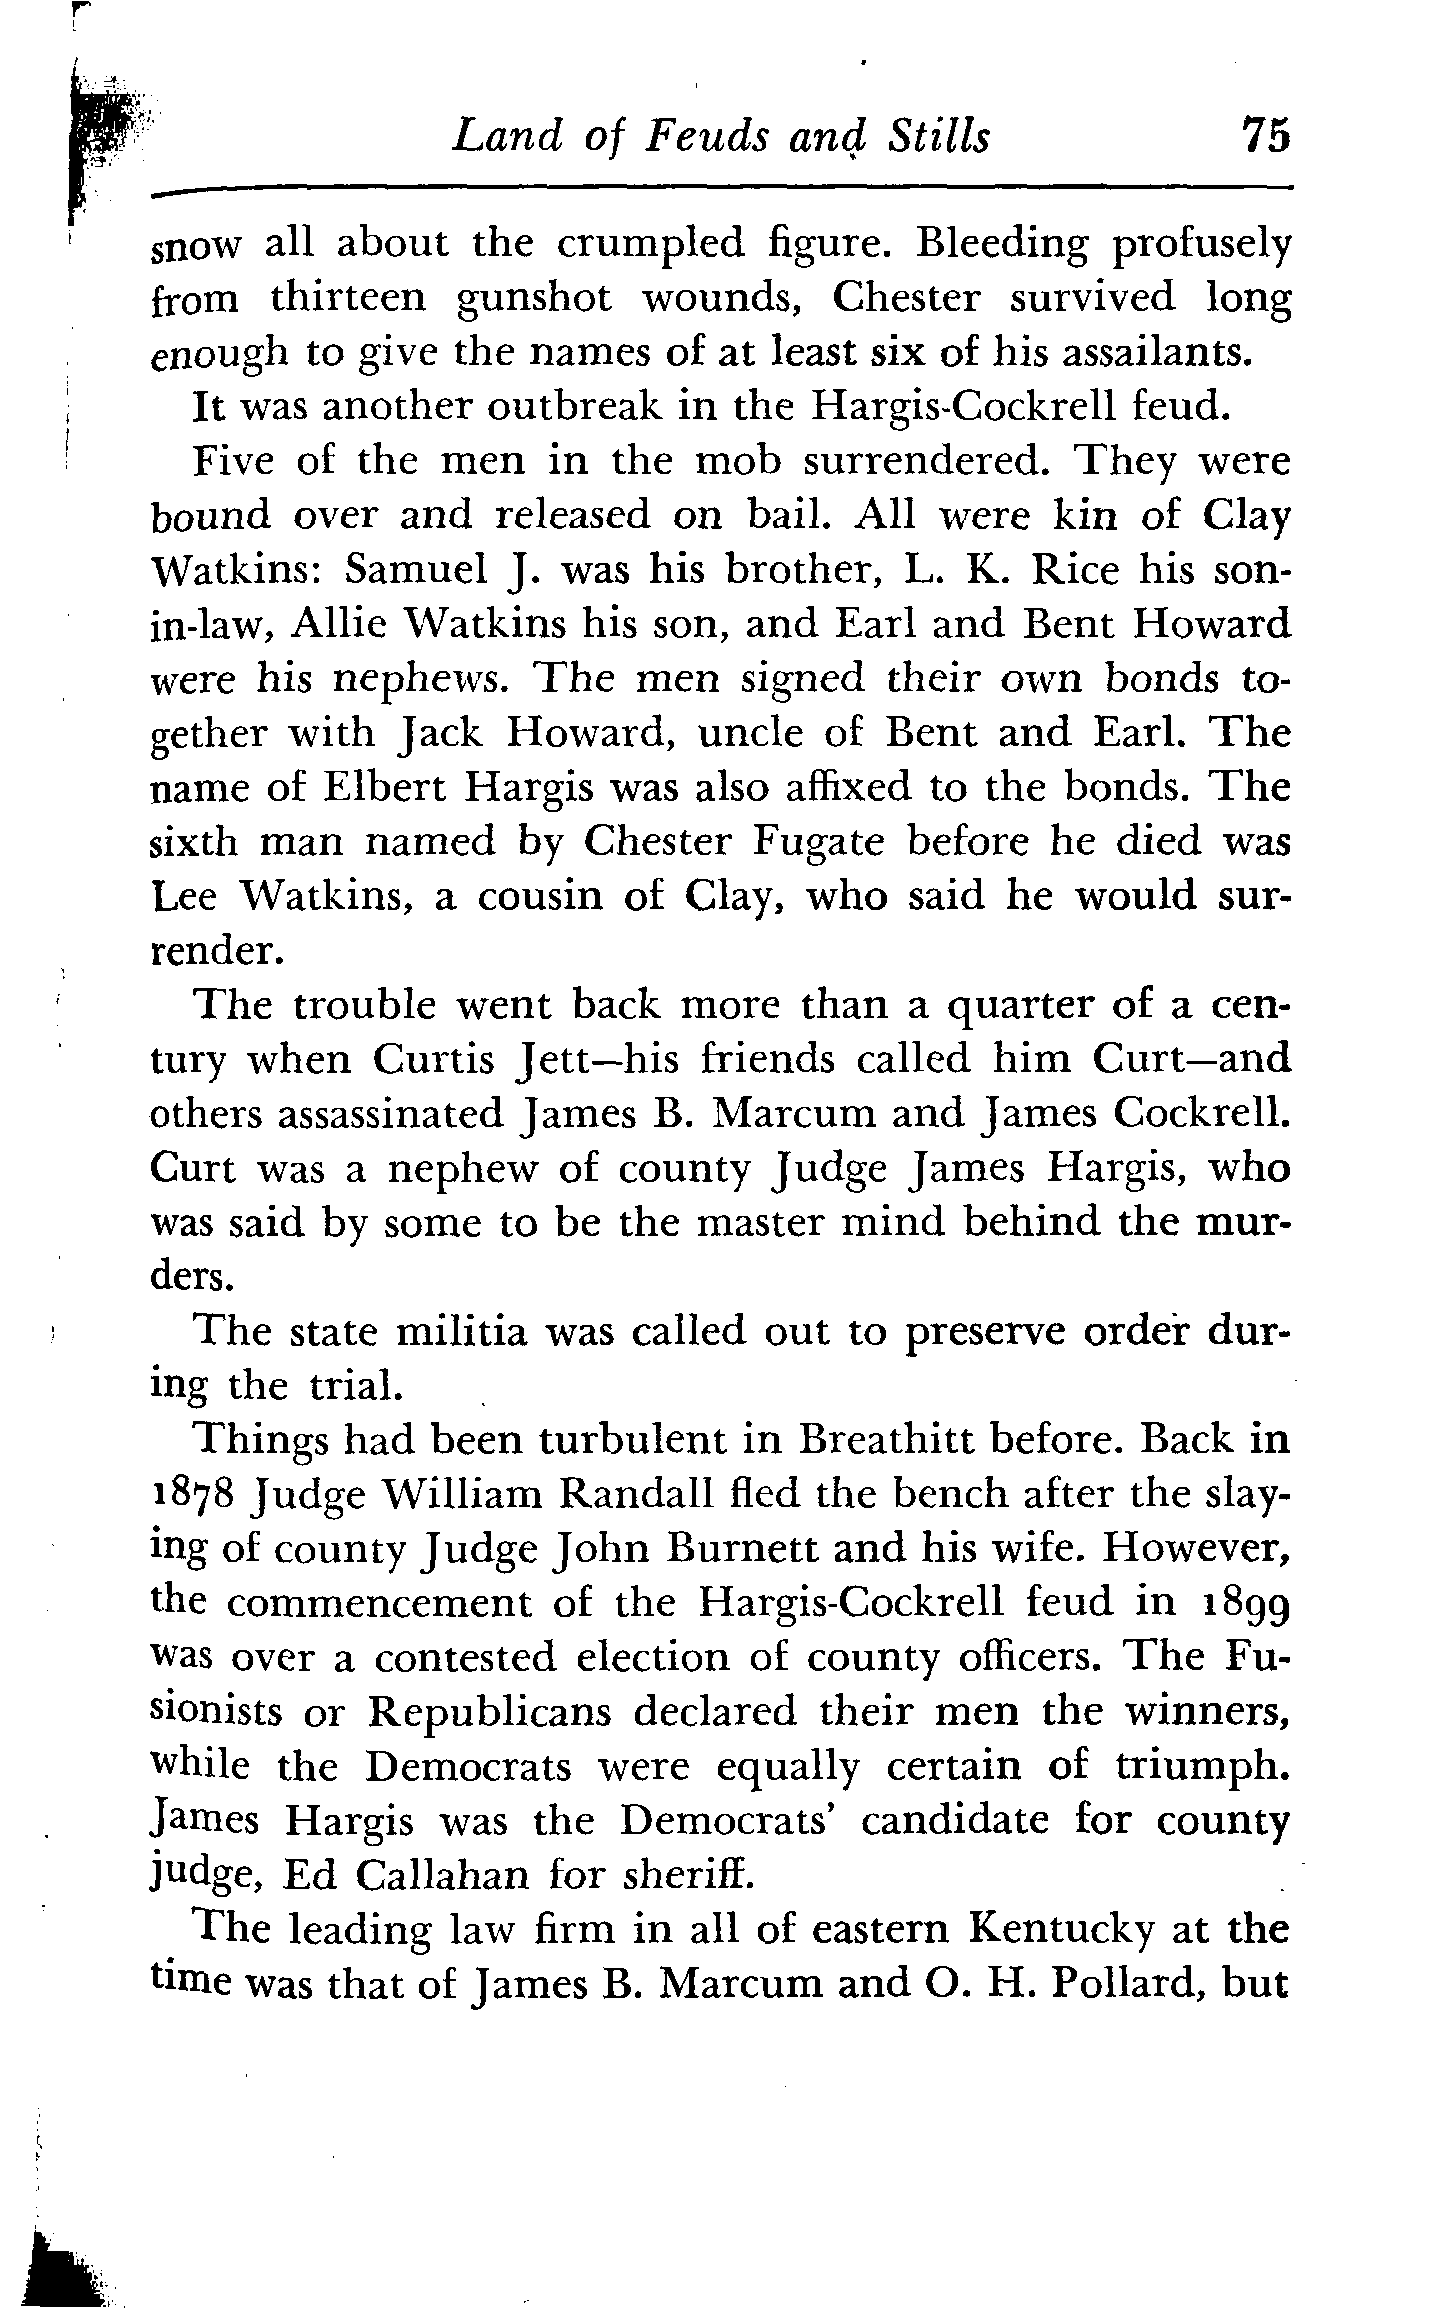 Land of Feuds and Stills 75
snow all about the crumpled figure. Bleeding profusely
from thirteen gunshot wounds, Chester survived long
enough to give the names of at least six of his assailants.
It was another outbreak in the Hargis-Cockrell feud.
Five of the men in the mob surrendered. They were
bound over and released on bail. All were kin of Clay
Watkins: Samuel J. was his brother, L. K. Rice his son-
in-law, Allie Watkins his son, and Earl and Bent Howard
were his nephews. The men signed their own bonds to-
gether with Jack Howard, uncle of Bent and Earl. The
name of Elbert Hargis was also affixed to the bonds. The
sixth man named by Chester Fugate before he died was
Lee Watkins, a cousin of Clay, who said he would sur-
render.
The trouble went back more than a quarter of a cen-
tury when Curtis Jett—his friends called him Curt—and
others assassinated James B. Marcum and James Cockrell.
Curt was a nephew of county Judge James Hargis, who
was said by some to be the master mind behind the mur-
ders.
The state militia was called out to preserve order dur-
ing the trial.
Things had been turbulent in Breathitt before. Back in
1878 Judge William Randall fled the bench after the slay-
ing of county Judge John Burnett and his wife. However,
the commencement of the Hargis-Cockrell feud in 1899
was over a contested election of county officers. The Fu-
sionists or Republicans declared their men the winners,
while the Democrats were equally certain of triumph.
James Hargis was the Democrats' candidate for county
judge, Ed Callahan for sheriff.
The leading law firm in all of eastern Kentucky at the
time was that of James B. Marcum and O. H. Pollard, but